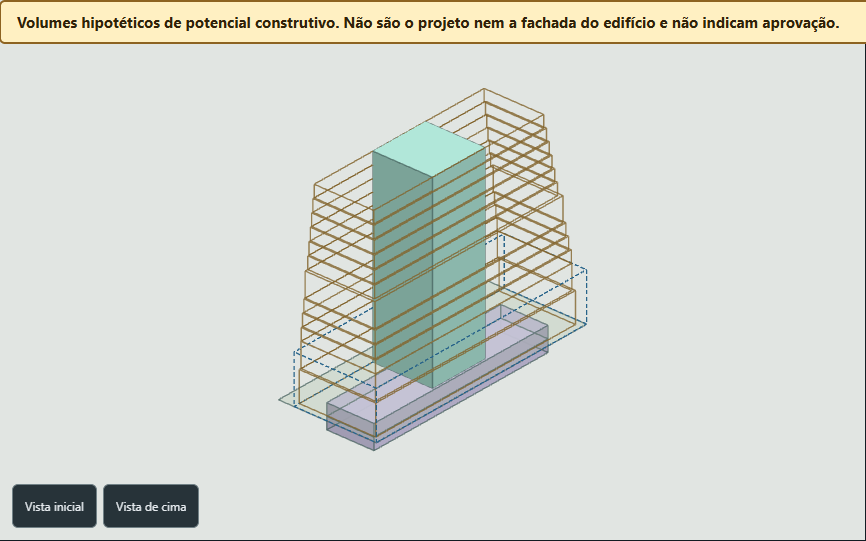 Volumes hipotéticos de potencial construtivo. Não são o projeto nem a fachada do edifício e não indicam aprovação.
Vista inicial
Vista de cima